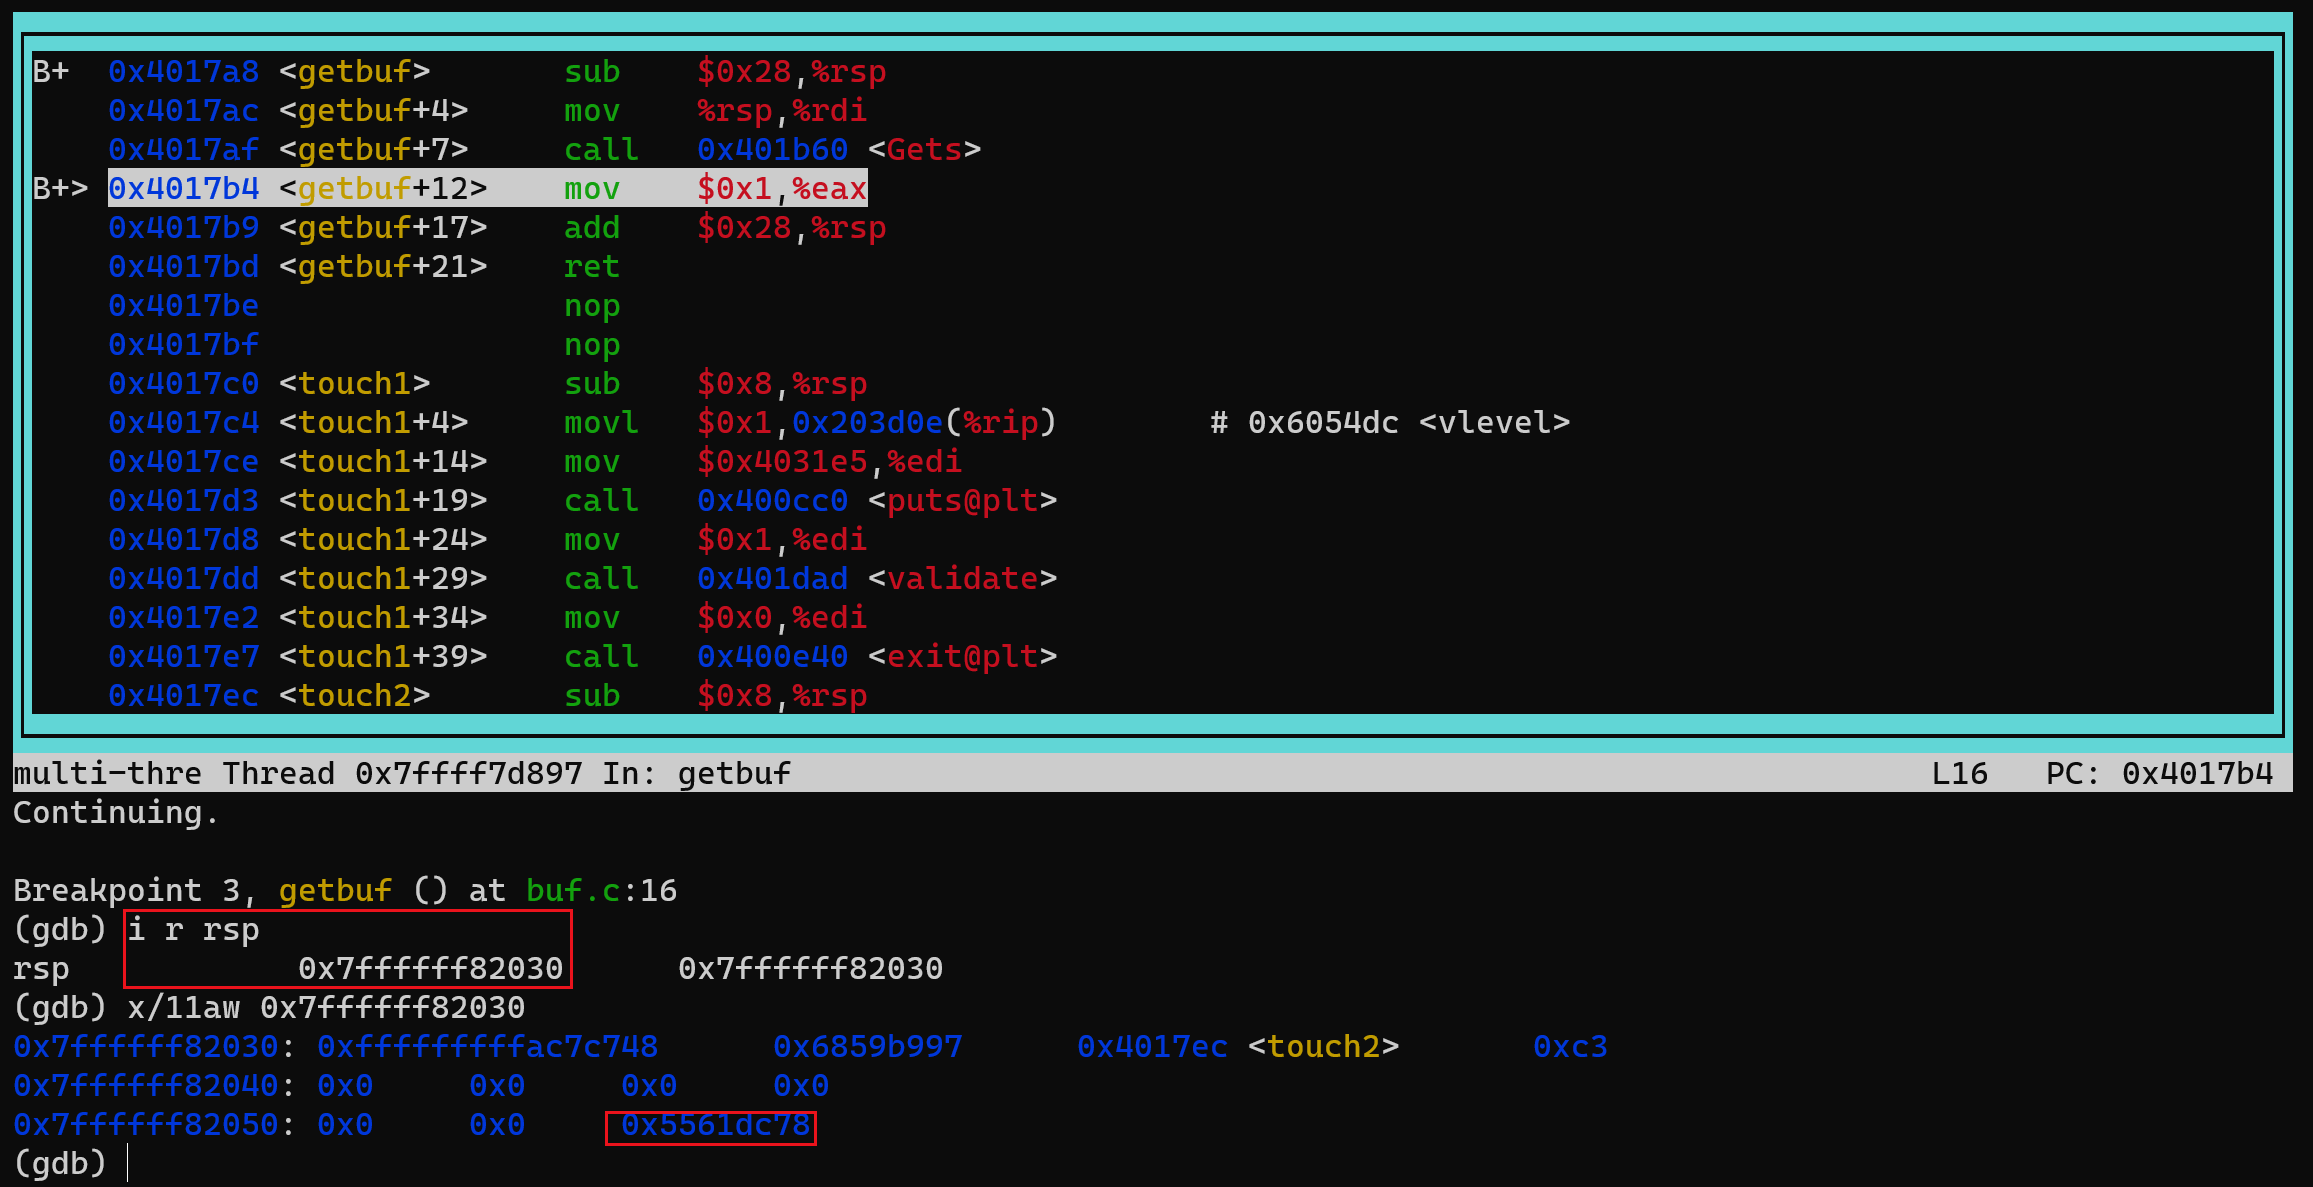 B+  0x4017a8 <getbuf>       sub    $0x28,%rsp
    0x4017ac <getbuf+4>     mov    %rsp,%rdi
    0x4017af <getbuf+7>     call   0x401b60 <Gets>
B+> 0x4017b4 <getbuf+12>    mov    $0x1,%eax
    0x4017b9 <getbuf+17>    add    $0x28,%rsp
    0x4017bd <getbuf+21>    ret
    0x4017be                nop
    0x4017bf                nop
    0x4017c0 <touch1>       sub    $0x8,%rsp
    0x4017c4 <touch1+4>     movl   $0x1,0x203d0e(%rip)        # 0x6054dc <vlevel>
    0x4017ce <touch1+14>    mov    $0x4031e5,%edi
    0x4017d3 <touch1+19>    call   0x400cc0 <puts@plt>
    0x4017d8 <touch1+24>    mov    $0x1,%edi
    0x4017dd <touch1+29>    call   0x401dad <validate>
    0x4017e2 <touch1+34>    mov    $0x0,%edi
    0x4017e7 <touch1+39>    call   0x400e40 <exit@plt>
    0x4017ec <touch2>       sub    $0x8,%rsp
multi-thre Thread 0x7ffff7d897 In: getbuf    L16   PC: 0x4017b4
Continuing.
Breakpoint 3, getbuf () at buf.c:16
(gdb) i r rsp
rsp            0x7ffffff82030      0x7ffffff82030
(gdb) x/11aw 0x7ffffff82030
0x7ffffff82030: 0xfffffffffac7c748      0x6859b997      0x4017ec <touch2>       0xc3
0x7ffffff82040: 0x0     0x0     0x0     0x0
0x7ffffff82050: 0x0     0x0     0x5561dc78
(gdb)